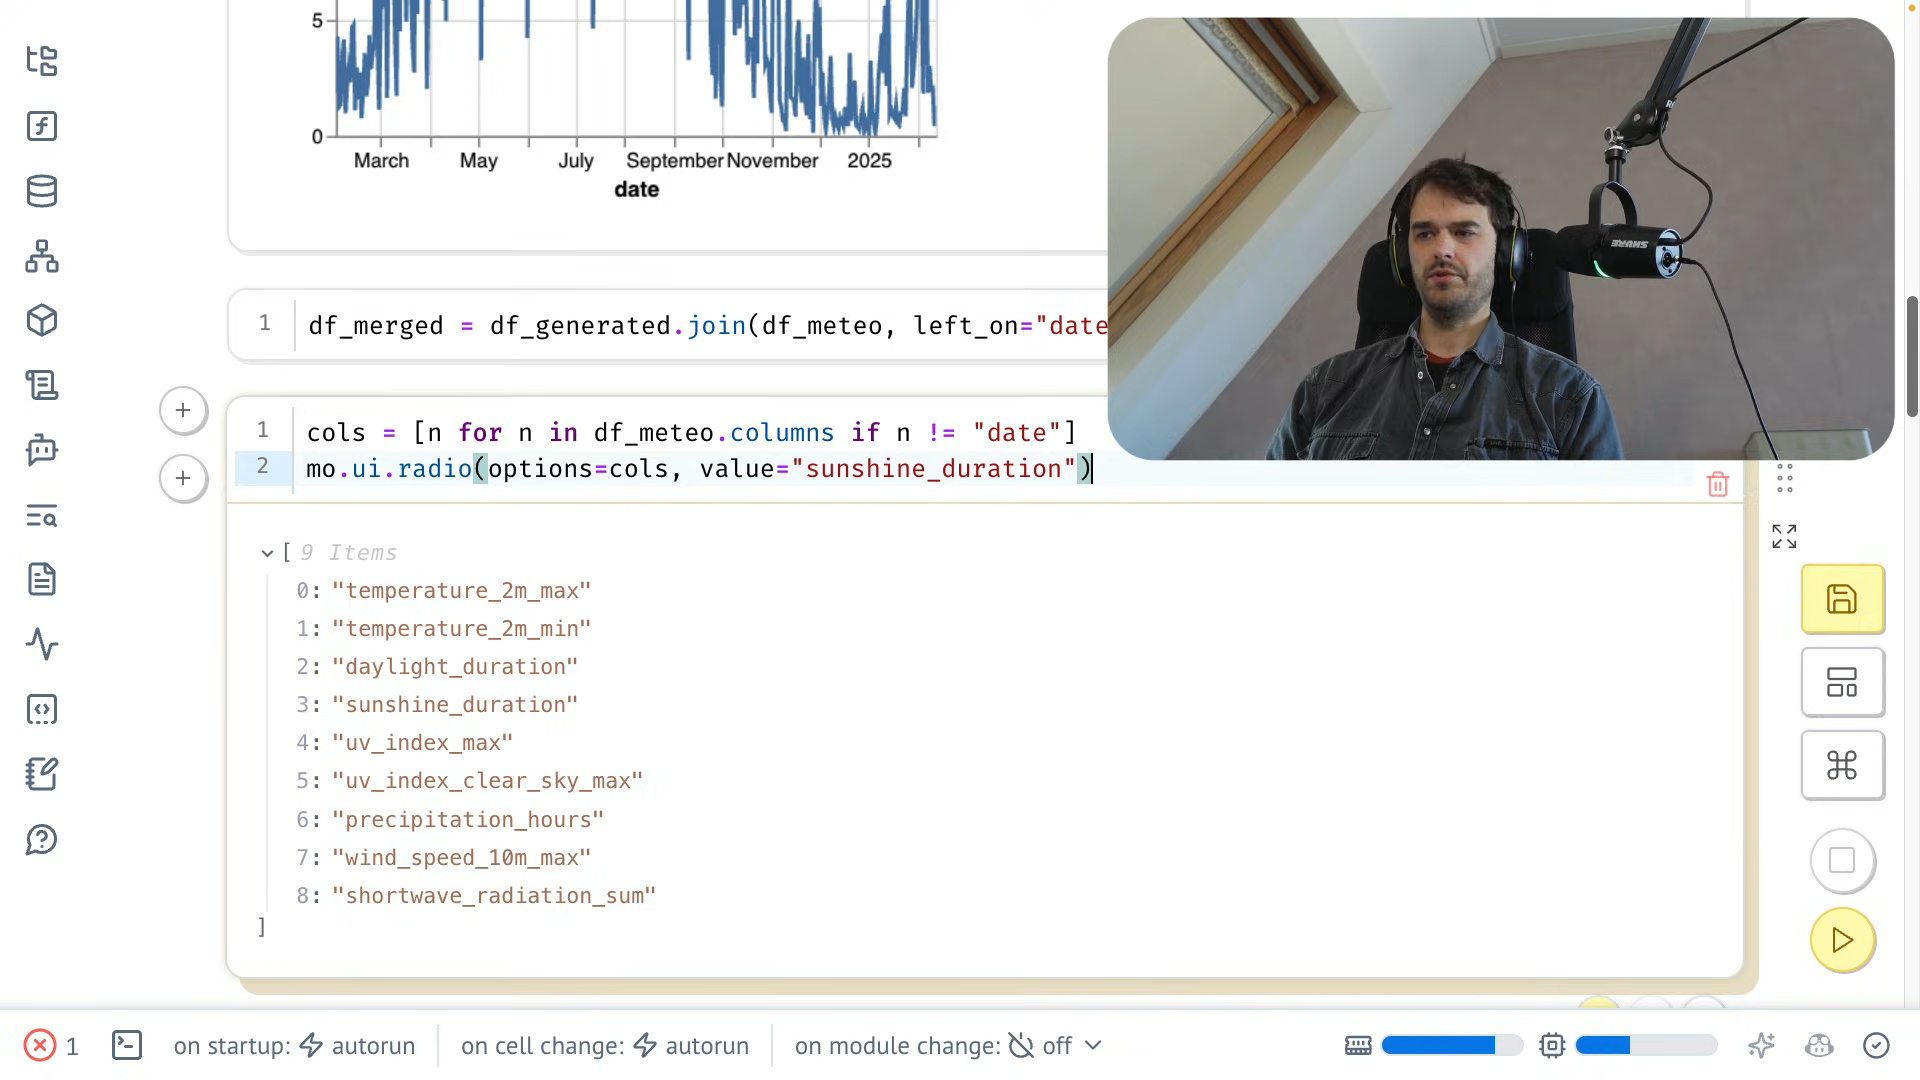 5
0
March May July September November 2025
date
1 df_merged = df_generated.join(df_meteo, left_on="date
1 cols = [n for n in df_meteo.columns if n != "date"]
2 mo.ui.radio(options=cols, value="sunshine_duration")
[ 9 Items
0: "temperature_2m_max"
1: "temperature_2m_min"
2: "daylight_duration"
3: "sunshine_duration"
4: "uv_index_max"
5: "uv_index_clear_sky_max"
6: "precipitation_hours"
7: "wind_speed_10m_max"
8: "shortwave_radiation_sum"
]
SHURE
1 on startup: autorun on cell change: autorun on module change: off